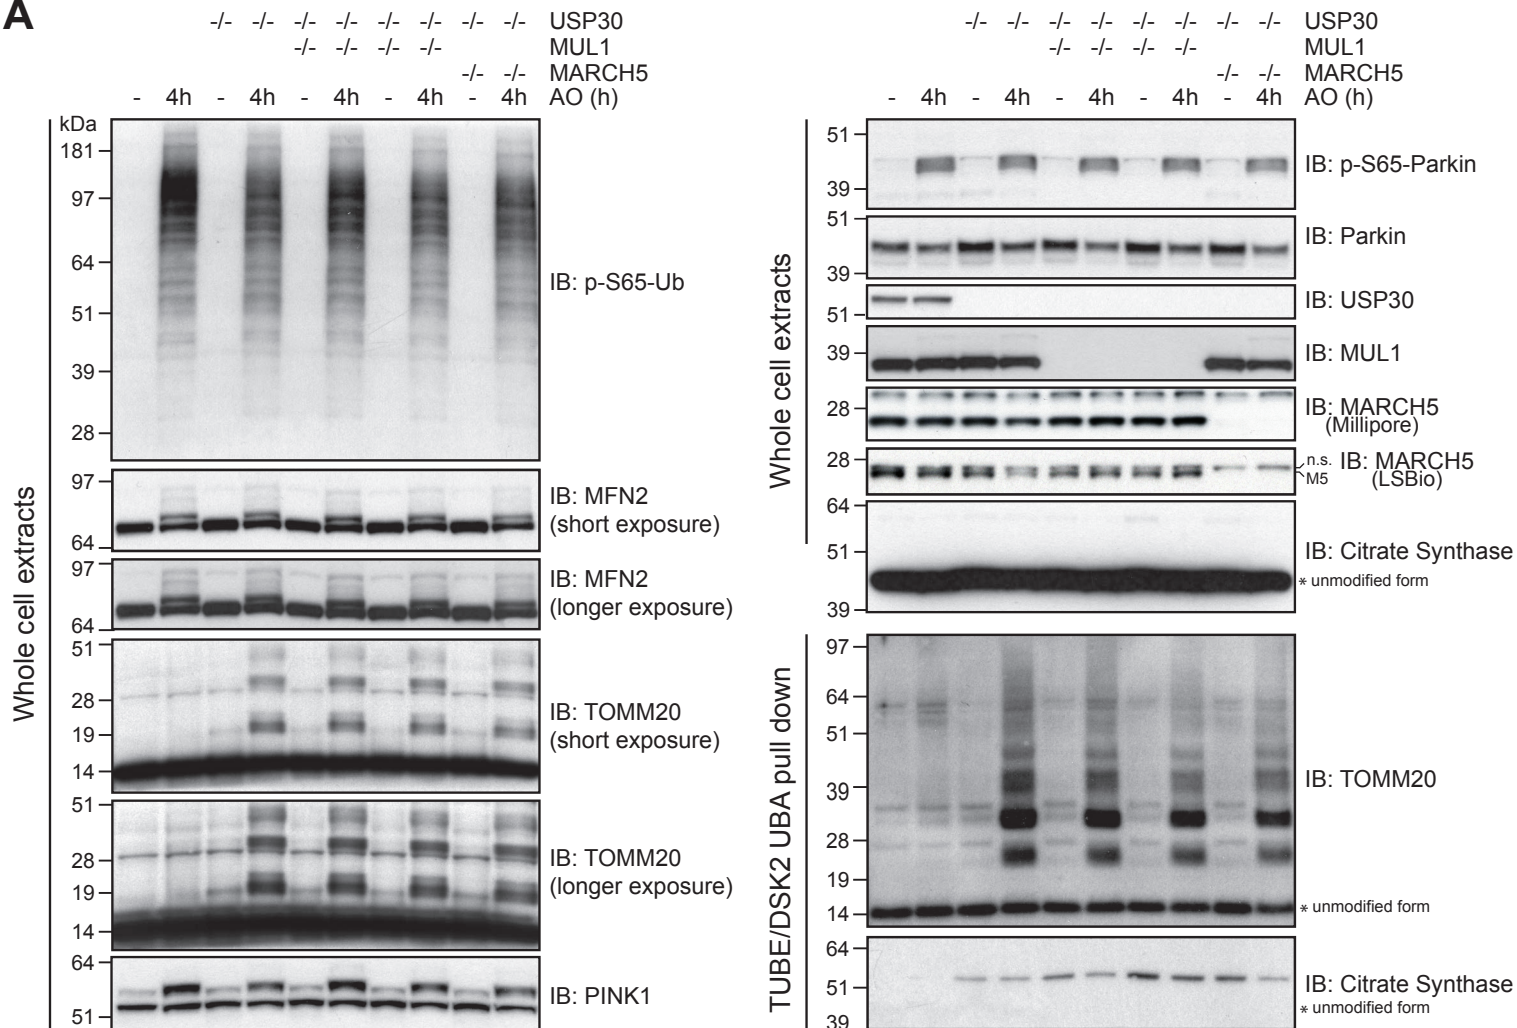 A
-/- -/- -/- -/- -/- -/- -/- -/- USP30
-/- -/- -/- -/- MUL1
-/- -/- MARCH5
- 4h - 4h - 4h - 4h - 4h AO (h)
kDa
181
97
64
51
39
28
IB: p-S65-Ub
97
64
IB: MFN2
(short exposure)
97
64
IB: MFN2
(longer exposure)
51
28
19
14
IB: TOMM20
(short exposure)
51
28
19
14
IB: TOMM20
(longer exposure)
64
51
IB: PINK1
Whole cell extracts
-/- -/- -/- -/- -/- -/- -/- -/- USP30
-/- -/- -/- -/- MUL1
-/- -/- MARCH5
- 4h - 4h - 4h - 4h - 4h AO (h)
51
39
IB: p-S65-Parkin
51
39
IB: Parkin
51
IB: USP30
39
IB: MUL1
28
IB: MARCH5
(Millipore)
28
n.s.
M5
IB: MARCH5
(LSBio)
64
51
39
IB: Citrate Synthase
* unmodified form
Whole cell extracts
97
64
51
39
28
19
14
IB: TOMM20
* unmodified form
64
51
39
IB: Citrate Synthase
* unmodified form
TUBE/DSK2 UBA pull down